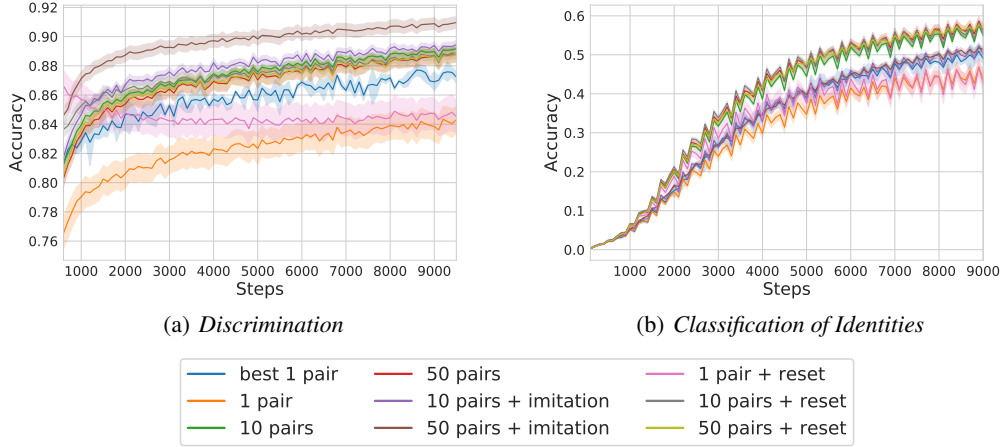 0.92
0.90
0.88
0.86
0.84
0.82
0.80
0.78
0.76
Accuracy
1000 2000 3000 4000 5000 6000 7000 8000 9000
Steps
(a) Discrimination
0.6
0.5
0.4
0.3
0.2
0.1
0.0
Accuracy
1000 2000 3000 4000 5000 6000 7000 8000 9000
Steps
(b) Classification of Identities
best 1 pair
1 pair
10 pairs
50 pairs
10 pairs + imitation
50 pairs + imitation
1 pair + reset
10 pairs + reset
50 pairs + reset